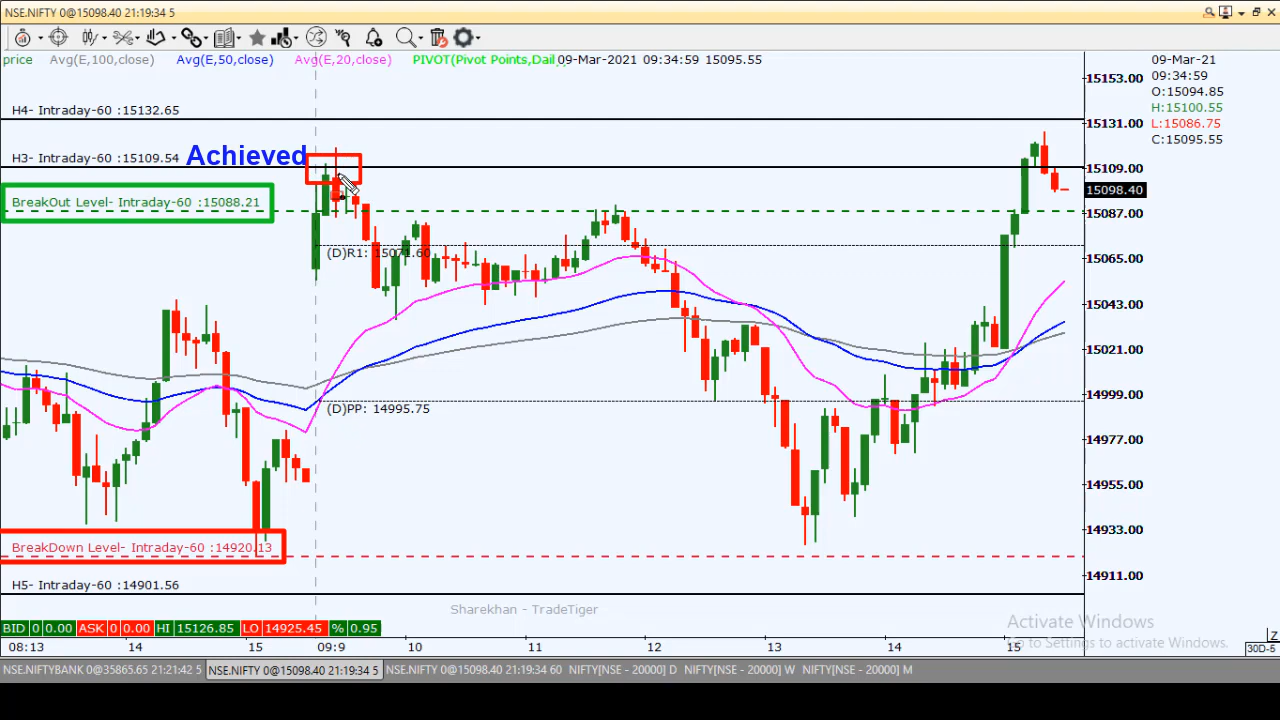 NSE.NIFTY 0@15098.40 21:19:34 5
price Avg(E,100,close) Avg(E,50,close) Avg(E,20,close) PIVOT(Pivot Points,Dail 09-Mar-2021 09:34:59 15095.55
09-Mar-21
09:34:59
O:15094.85
H:15100.55
L:15086.75
C:15095.55
15153.00
H4- Intraday-60 :15132.65
15131.00
H3- Intraday-60 :15109.54
Achieved
15109.00
15098.40
BreakOut Level- Intraday-60 :15088.21
15087.00
(D)R1: 15071.60
15065.00
15043.00
15021.00
14999.00
(D)PP: 14995.75
14977.00
14955.00
14933.00
BreakDown Level- Intraday-60 :14920.13
14911.00
H5- Intraday-60 :14901.56
Sharekhan - TradeTiger
Activate Windows
Go to Settings to activate Windows.
BID 0 0.00 ASK 0 0.00 HI 15126.85 LO 14925.45 % 0.95
08:13 14 15 09:9 10 11 12 13 14 15
Z
30D-5
NSE.NIFTYBANK 0@35865.65 21:21:42 5 NSE.NIFTY 0@15098.40 21:19:34 5 NSE.NIFTY 0@15098.40 21:19:34 60 NIFTY[NSE - 20000] D NIFTY[NSE - 20000] W NIFTY[NSE - 20000] M